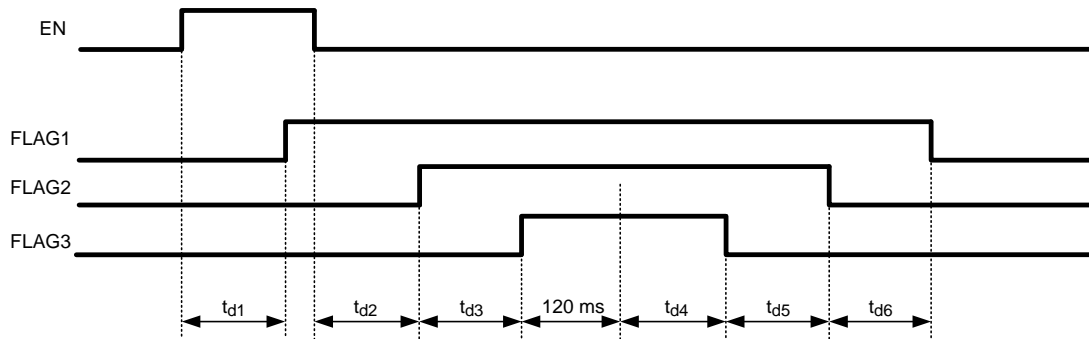 EN
FLAG1
FLAG2
FLAG3
td1 td2 td3 120 ms td4 td5 td6